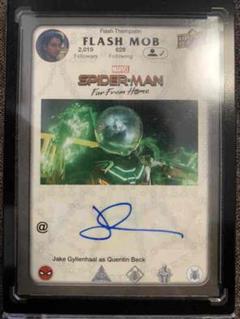 Flash Thompson
FLASH MOB
2,019 629
Followers Following
MARVEL
SPIDER-MAN
Far From Home
@
Jake Gyllenhaal as Quentin Beck